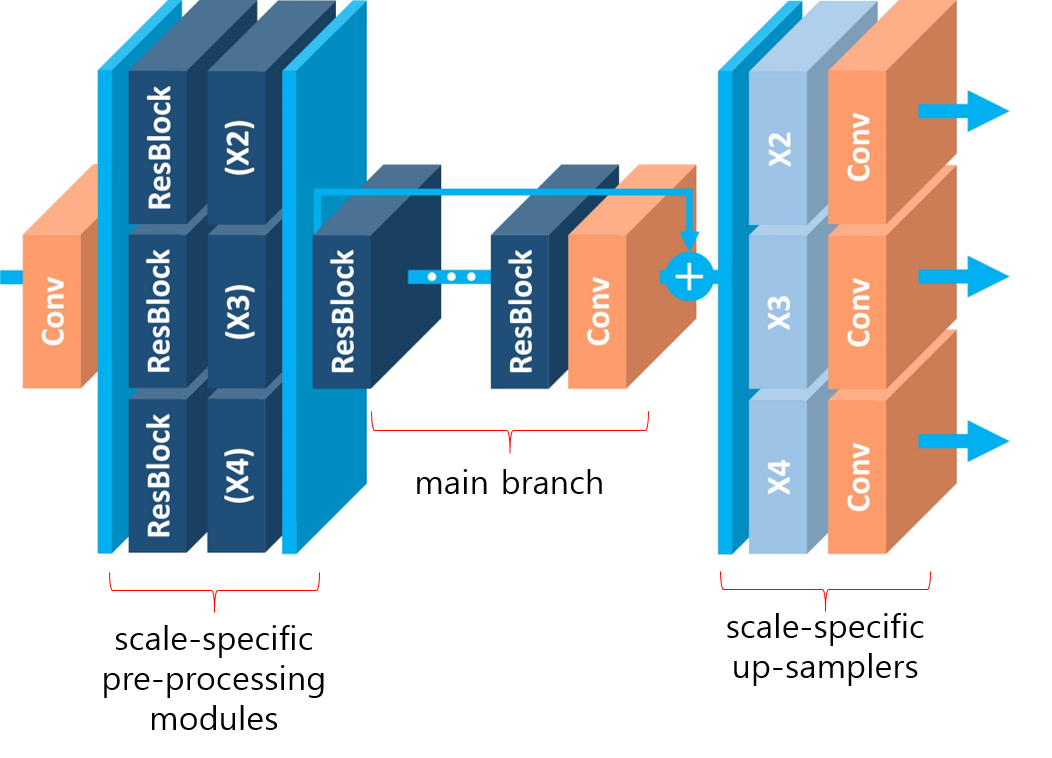 Conv
ResBlock
(X2)
ResBlock
(X3)
ResBlock
(X4)
ResBlock
ResBlock
Conv
X2
Conv
X3
Conv
X4
Conv
main branch
scale-specific
pre-processing
modules
scale-specific
up-samplers